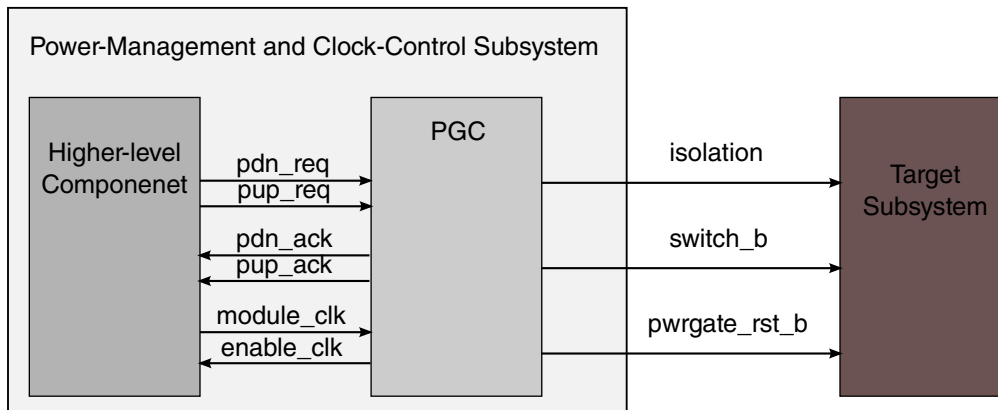 Power-Management and Clock-Control Subsystem
Higher-level
Componenet
PGC
Target
Subsystem
pdn_req
pup_req
pdn_ack
pup_ack
module_clk
enable_clk
isolation
switch_b
pwrgate_rst_b